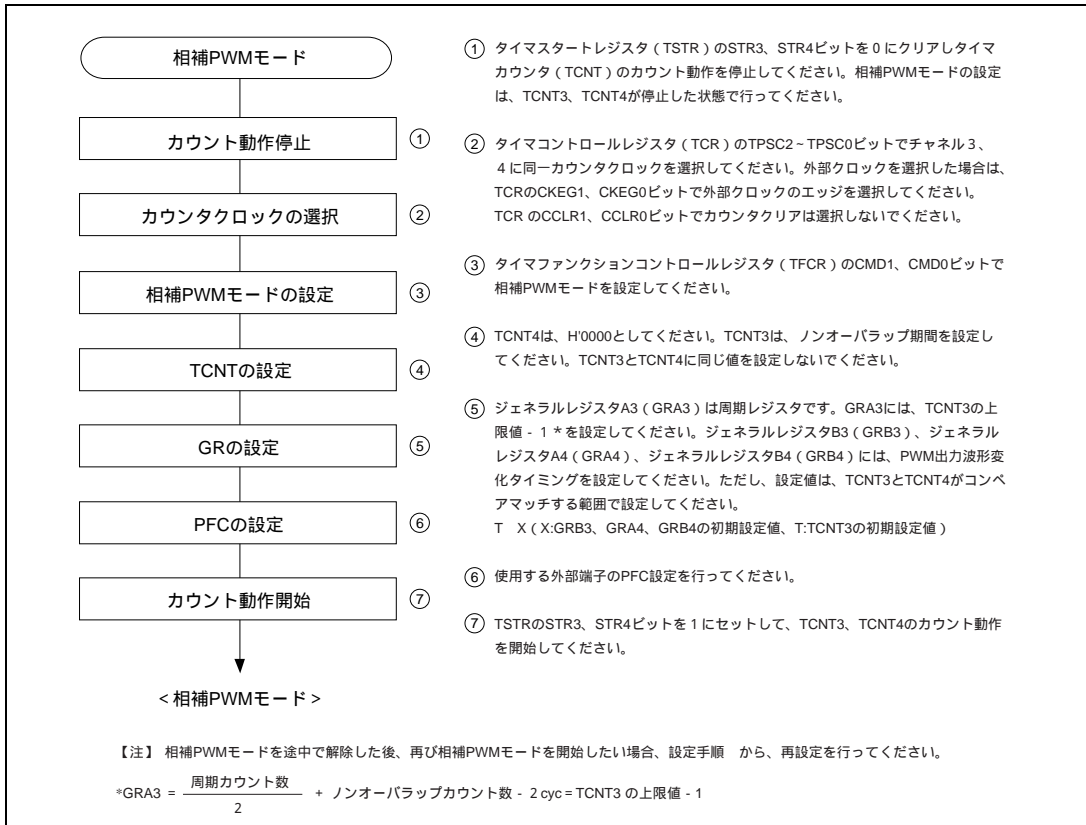 相補PWMモード
カウント動作停止 ①
カウンタクロックの選択 ②
相補PWMモードの設定 ③
TCNTの設定 ④
GRの設定 ⑤
PFCの設定 ⑥
カウント動作開始 ⑦
<相補PWMモード>
① タイマスタートレジスタ(TSTR)のSTR3、STR4ビットを0にクリアしタイマ
カウンタ(TCNT)のカウント動作を停止してください。相補PWMモードの設定
は、TCNT3、TCNT4が停止した状態で行ってください。
② タイマコントロールレジスタ(TCR)のTPSC2~TPSC0ビットでチャネル3、
4に同一カウンタクロックを選択してください。外部クロックを選択した場合は、
TCRのCKEG1、CKEG0ビットで外部クロックのエッジを選択してください。
TCR のCCLR1、CCLR0ビットでカウンタクリアは選択しないでください。
③ タイマファンクションコントロールレジスタ(TFCR)のCMD1、CMD0ビットで
相補PWMモードを設定してください。
④ TCNT4は、H'0000としてください。TCNT3は、ノンオーバラップ期間を設定し
てください。TCNT3とTCNT4に同じ値を設定しないでください。
⑤ ジェネラルレジスタA3(GRA3)は周期レジスタです。GRA3には、TCNT3の上
限値 - 1 *を設定してください。ジェネラルレジスタB3(GRB3)、ジェネラル
レジスタA4(GRA4)、ジェネラルレジスタB4(GRB4)には、PWM出力波形変
化タイミングを設定してください。ただし、設定値は、TCNT3とTCNT4がコンペ
アマッチする範囲で設定してください。
T X(X:GRB3、GRA4、GRB4の初期設定値、T:TCNT3の初期設定値)
⑥ 使用する外部端子のPFC設定を行ってください。
⑦ TSTRのSTR3、STR4ビットを1にセットして、TCNT3、TCNT4のカウント動作
を開始してください。
【注】 相補PWMモードを途中で解除した後、再び相補PWMモードを開始したい場合、設定手順 から、再設定を行ってください。
周期カウント数
*GRA3 = + ノンオーバラップカウント数 - 2 cyc = TCNT3 の上限値 - 1
2